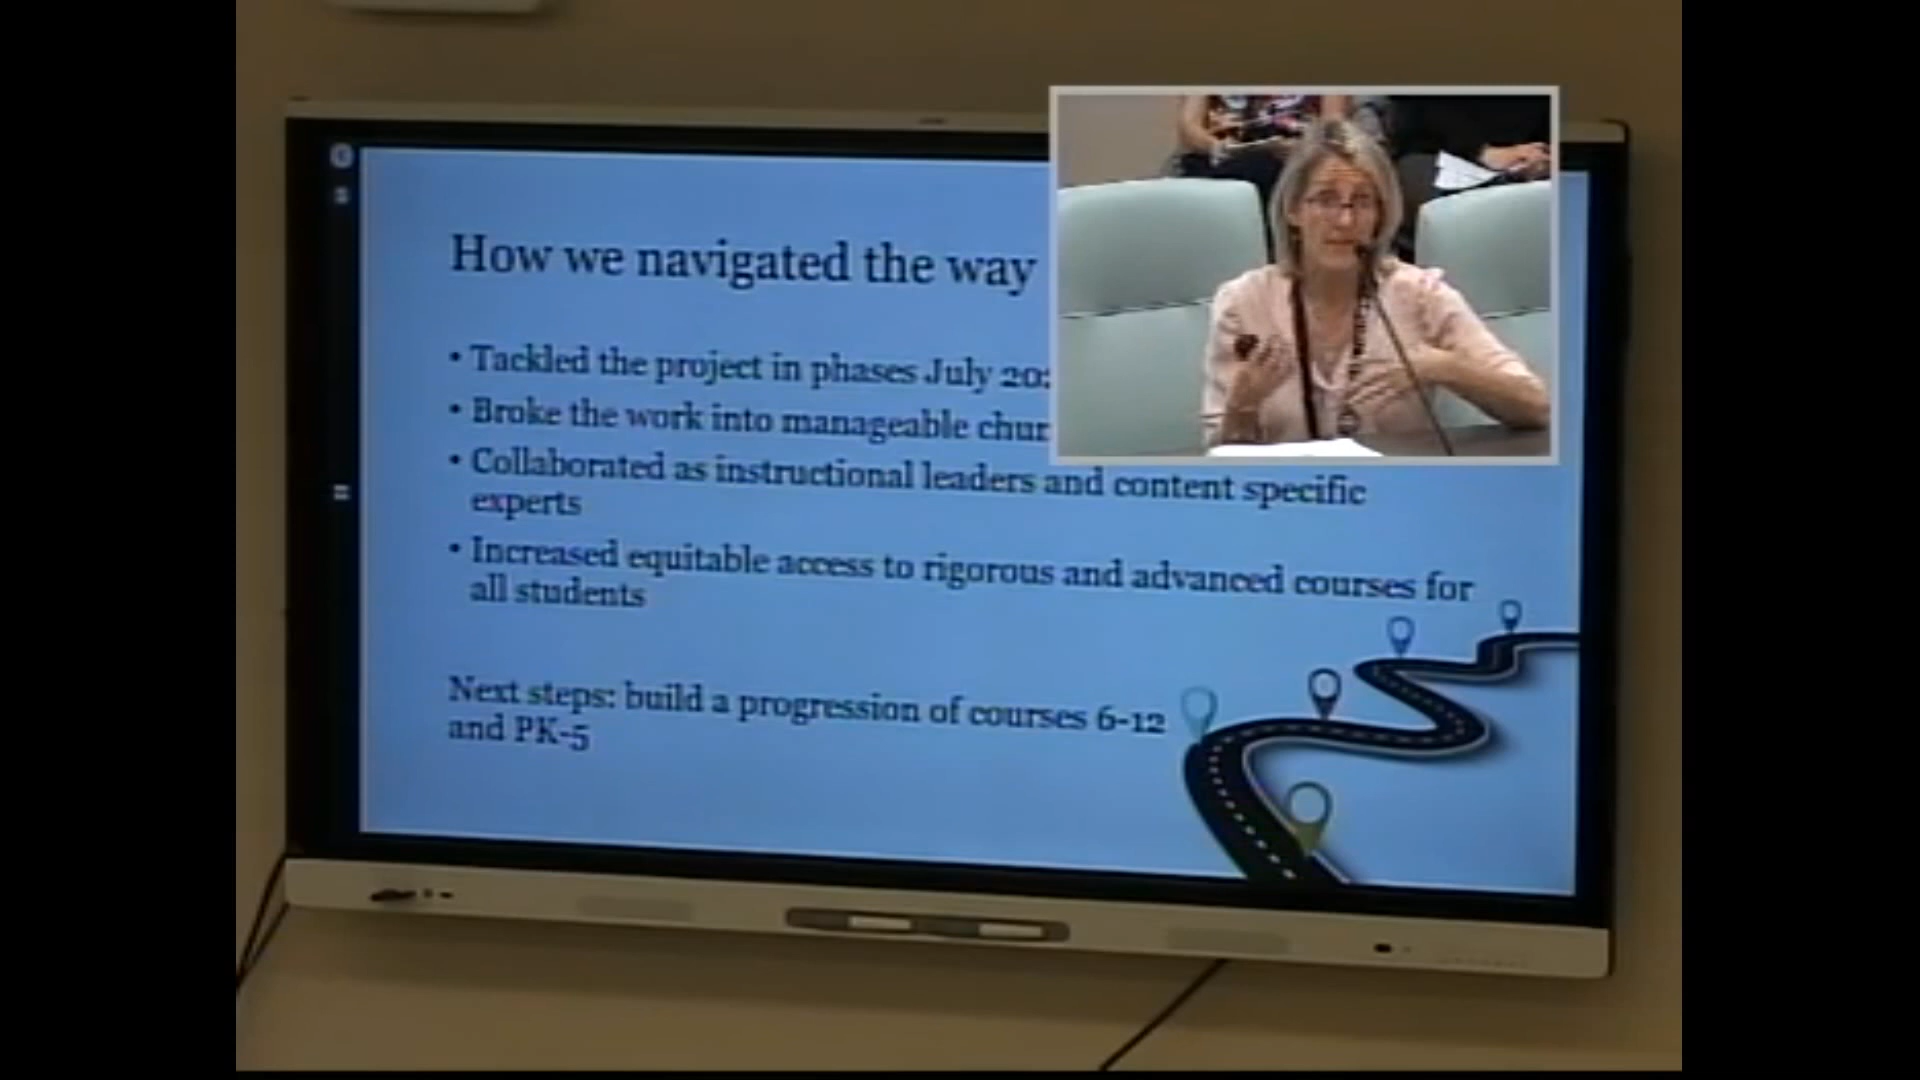 How we navigated the way
• Tackled the project in phases July
• Broke the work into manageable
• Collaborated as instructional leaders and content specific
experts
• Increased equitable access to rigorous and advanced courses for
all students
Next steps: build a progression of courses 6-12
and PK-5